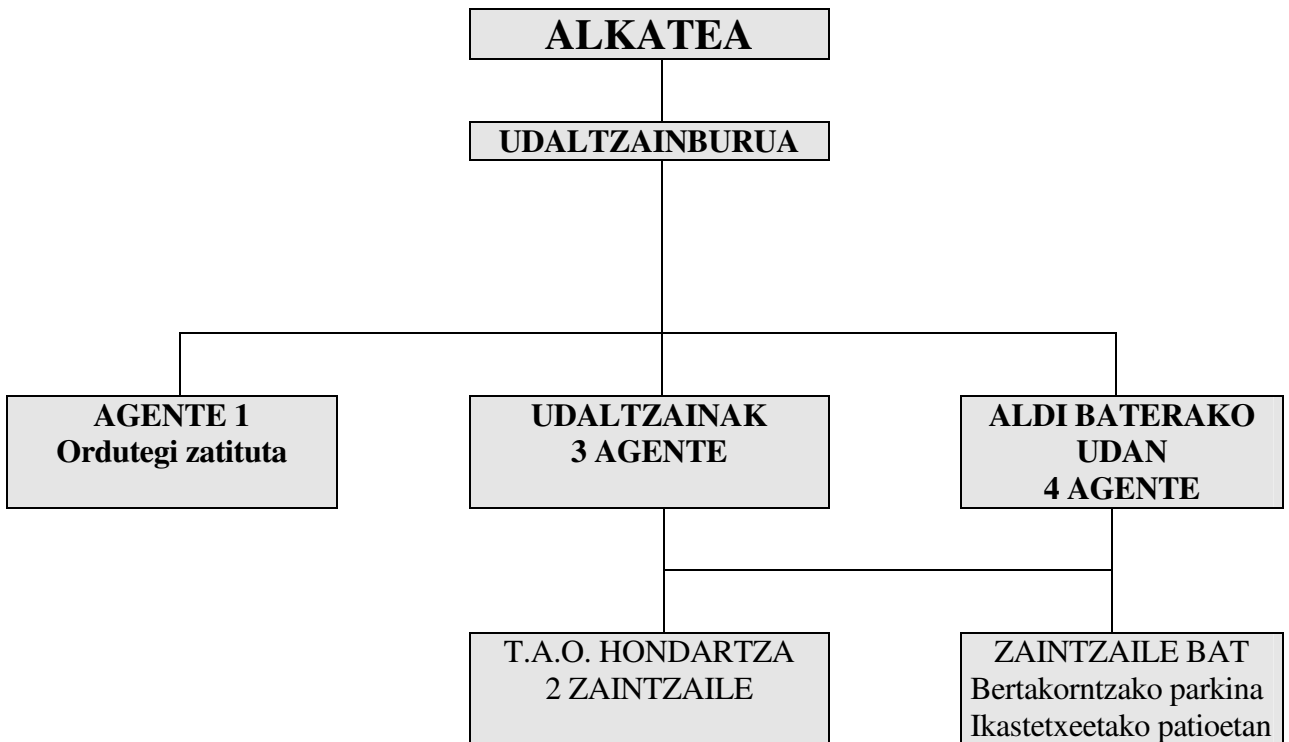 ALKATEA
UDALTZAINBURUA
AGENTE 1
Ordutegi zatituta
UDALTZAINAK
3 AGENTE
ALDI BATERAKO
UDAN
4 AGENTE
T.A.O. HONDARTZA
2 ZAINTZAILE
ZAINTZAILE BAT
Bertakorntzako parkina
Ikastetxeetako patioetan